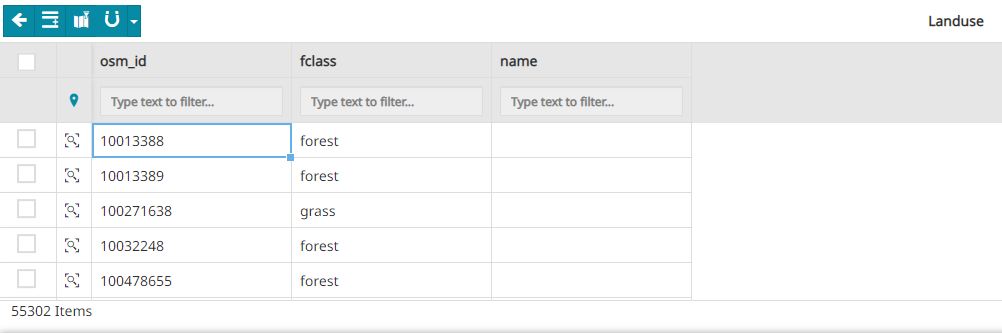 Landuse
osm_id fclass name
Type text to filter... Type text to filter... Type text to filter...
10013388 forest
10013389 forest
100271638 grass
10032248 forest
100478655 forest
55302 Items